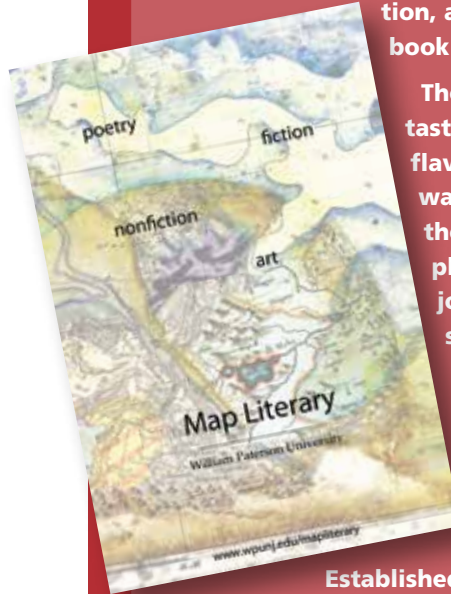 tion, a
book
The
tast
flav
wa
the
pl
jo
s
poetry
fiction
nonfiction
art
Map Literary
William Paterson University
www.wpunj.edu/mapliterary
Established